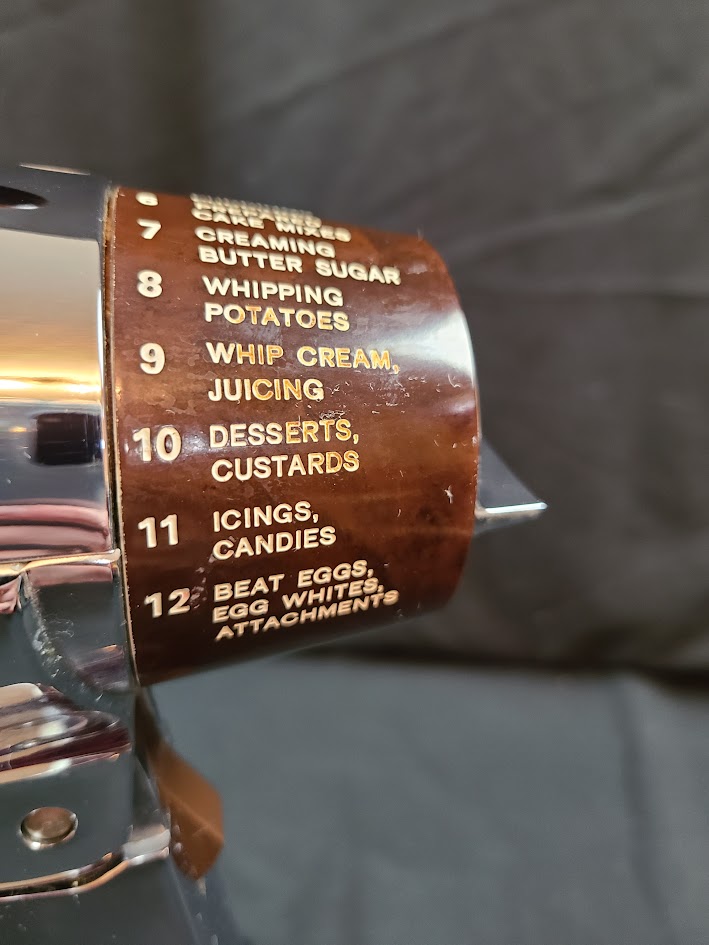 6
CAKE MIXES
7 CREAMING
BUTTER SUGAR
8 WHIPPING
POTATOES
9 WHIP CREAM,
JUICING
10 DESSERTS,
CUSTARDS
11 ICINGS,
CANDIES
12 BEAT EGGS,
EGG WHITES,
ATTACHMENTS